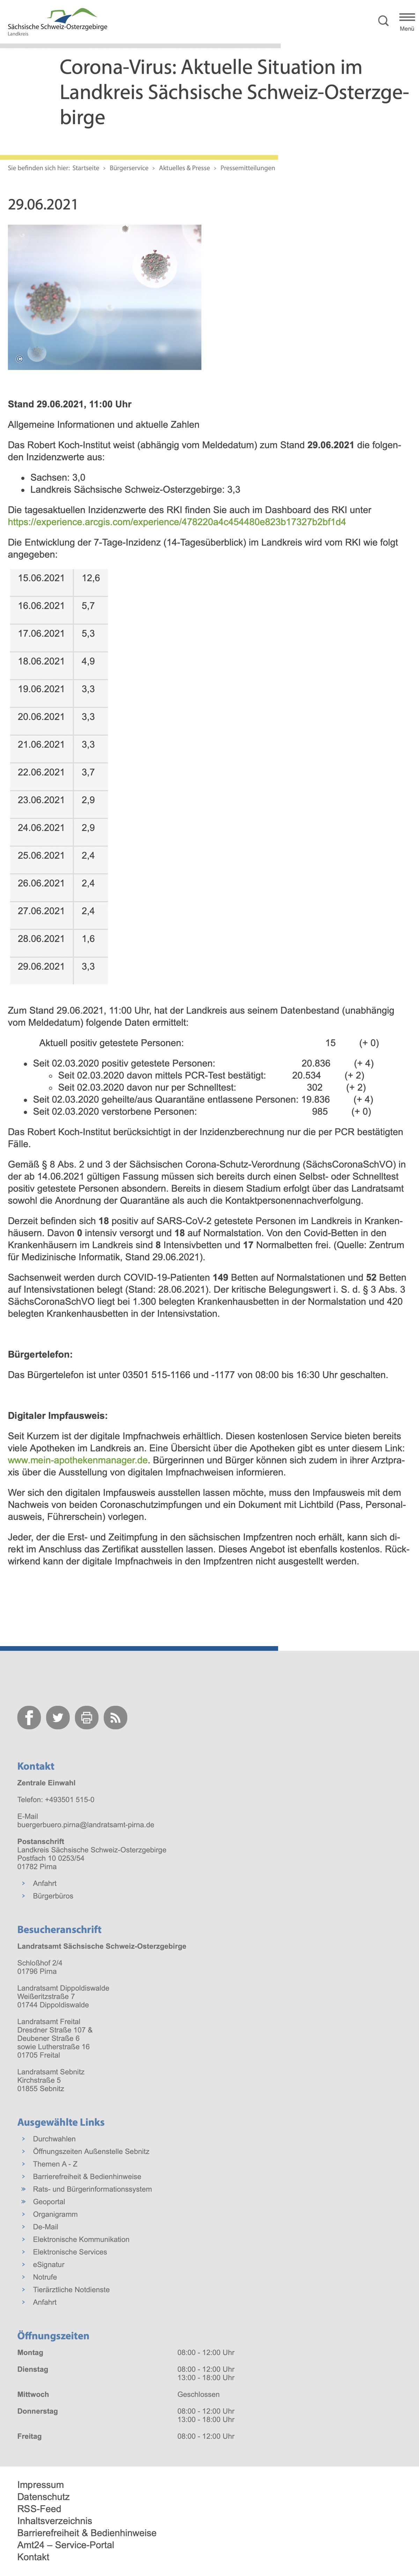 Sächsische Schweiz-Osterzgebirge
Landkreis
Menü
Corona-Virus: Aktuelle Situation im
Landkreis Sächsische Schweiz-Osterzge-
birge
Sie befinden sich hier: Startseite › Bürgerservice › Aktuelles & Presse › Pressemitteilungen
29.06.2021
Stand 29.06.2021, 11:00 Uhr
Allgemeine Informationen und aktuelle Zahlen
Das Robert Koch-Institut weist (abhängig vom Meldedatum) zum Stand 29.06.2021 die folgen-
den Inzidenzwerte aus:
• Sachsen: 3,0
• Landkreis Sächsische Schweiz-Osterzgebirge: 3,3
Die tagesaktuellen Inzidenzwerte des RKI finden Sie auch im Dashboard des RKI unter
https://experience.arcgis.com/experience/478220a4c454480e823b17327b2bf1d4
Die Entwicklung der 7-Tage-Inzidenz (14-Tagesüberblick) im Landkreis wird vom RKI wie folgt
angegeben:
15.06.2021 12,6
16.06.2021 5,7
17.06.2021 5,3
18.06.2021 4,9
19.06.2021 3,3
20.06.2021 3,3
21.06.2021 3,3
22.06.2021 3,7
23.06.2021 2,9
24.06.2021 2,9
25.06.2021 2,4
26.06.2021 2,4
27.06.2021 2,4
28.06.2021 1,6
29.06.2021 3,3
Zum Stand 29.06.2021, 11:00 Uhr, hat der Landkreis aus seinem Datenbestand (unabhängig
vom Meldedatum) folgende Daten ermittelt:
Aktuell positiv getestete Personen: 15 (+ 0)
• Seit 02.03.2020 positiv getestete Personen: 20.836 (+ 4)
◦ Seit 02.03.2020 davon mittels PCR-Test bestätigt: 20.534 (+ 2)
◦ Seit 02.03.2020 davon nur per Schnelltest: 302 (+ 2)
• Seit 02.03.2020 geheilte/aus Quarantäne entlassene Personen: 19.836 (+ 4)
• Seit 02.03.2020 verstorbene Personen: 985 (+ 0)
Das Robert Koch-Institut berücksichtigt in der Inzidenzberechnung nur die per PCR bestätigten
Fälle.
Gemäß § 8 Abs. 2 und 3 der Sächsischen Corona-Schutz-Verordnung (SächsCoronaSchVO) in
der ab 14.06.2021 gültigen Fassung müssen sich bereits durch einen Selbst- oder Schnelltest
positiv getestete Personen absondern. Bereits in diesem Stadium erfolgt über das Landratsamt
sowohl die Anordnung der Quarantäne als auch die Kontaktpersonennachverfolgung.
Derzeit befinden sich 18 positiv auf SARS-CoV-2 getestete Personen im Landkreis in Kranken-
häusern. Davon 0 intensiv versorgt und 18 auf Normalstation. Von den Covid-Betten in den
Krankenhäusern im Landkreis sind 8 Intensivbetten und 17 Normalbetten frei. (Quelle: Zentrum
für Medizinische Informatik, Stand 29.06.2021).
Sachsenweit werden durch COVID-19-Patienten 149 Betten auf Normalstationen und 52 Betten
auf Intensivstationen belegt (Stand: 28.06.2021). Der kritische Belegungswert i. S. d. § 3 Abs. 3
SächsCoronaSchVO liegt bei 1.300 belegten Krankenhausbetten in der Normalstation und 420
belegten Krankenhausbetten in der Intensivstation.
Bürgertelefon:
Das Bürgertelefon ist unter 03501 515-1166 und -1177 von 08:00 bis 16:30 Uhr geschalten.
Digitaler Impfausweis:
Seit Kurzem ist der digitale Impfnachweis erhältlich. Diesen kostenlosen Service bieten bereits
viele Apotheken im Landkreis an. Eine Übersicht über die Apotheken gibt es unter diesem Link:
www.mein-apothekenmanager.de. Bürgerinnen und Bürger können sich zudem in ihrer Arztpra-
xis über die Ausstellung von digitalen Impfnachweisen informieren.
Wer sich den digitalen Impfausweis ausstellen lassen möchte, muss den Impfausweis mit dem
Nachweis von beiden Coronaschutzimpfungen und ein Dokument mit Lichtbild (Pass, Personal-
ausweis, Führerschein) vorlegen.
Jeder, der die Erst- und Zeitimpfung in den sächsischen Impfzentren noch erhält, kann sich di-
rekt im Anschluss das Zertifikat ausstellen lassen. Dieses Angebot ist ebenfalls kostenlos. Rück-
wirkend kann der digitale Impfnachweis in den Impfzentren nicht ausgestellt werden.
Kontakt
Zentrale Einwahl
Telefon: +493501 515-0
E-Mail
buergerbuero.pirna@landratsamt-pirna.de
Postanschrift
Landkreis Sächsische Schweiz-Osterzgebirge
Postfach 10 0253/54
01782 Pirna
› Anfahrt
› Bürgerbüros
Besucheranschrift
Landratsamt Sächsische Schweiz-Osterzgebirge
Schloßhof 2/4
01796 Pirna
Landratsamt Dippoldiswalde
Weißeritzstraße 7
01744 Dippoldiswalde
Landratsamt Freital
Dresdner Straße 107 &
Deubener Straße 6
sowie Lutherstraße 16
01705 Freital
Landratsamt Sebnitz
Kirchstraße 5
01855 Sebnitz
Ausgewählte Links
› Durchwahlen
› Öffnungszeiten Außenstelle Sebnitz
› Themen A - Z
› Barrierefreiheit & Bedienhinweise
» Rats- und Bürgerinformationssystem
» Geoportal
› Organigramm
› De-Mail
› Elektronische Kommunikation
› Elektronische Services
› eSignatur
› Notrufe
› Tierärztliche Notdienste
› Anfahrt
Öffnungszeiten
Montag 08:00 - 12:00 Uhr
Dienstag 08:00 - 12:00 Uhr
13:00 - 18:00 Uhr
Mittwoch Geschlossen
Donnerstag 08:00 - 12:00 Uhr
13:00 - 18:00 Uhr
Freitag 08:00 - 12:00 Uhr
Impressum
Datenschutz
RSS-Feed
Inhaltsverzeichnis
Barrierefreiheit & Bedienhinweise
Amt24 – Service-Portal
Kontakt